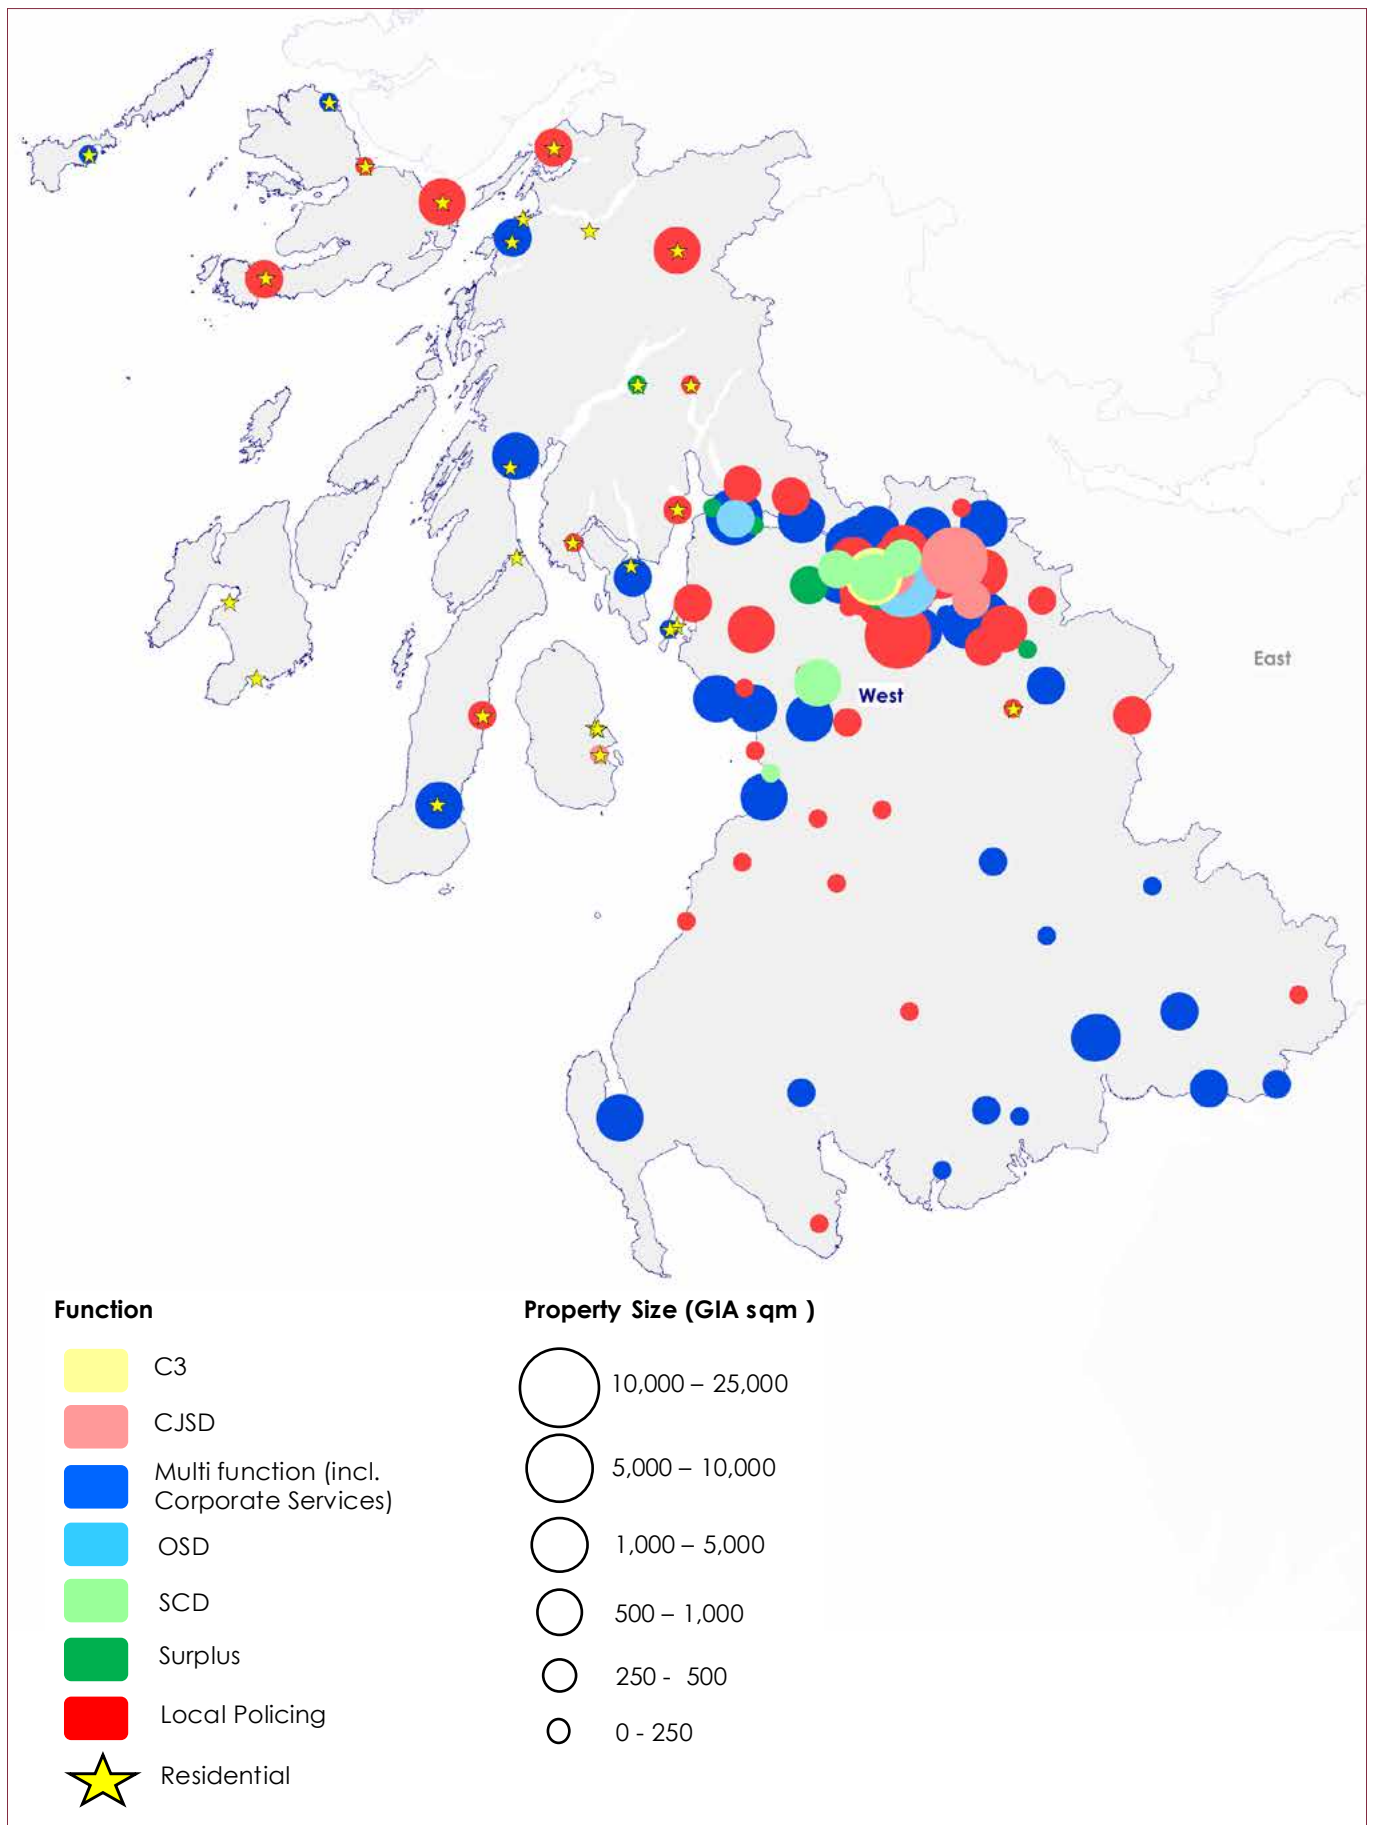 East
West
Function
C3
CJSD
Multi function (incl.
Corporate Services)
OSD
SCD
Surplus
Local Policing
Residential
Property Size (GIA sqm )
10,000 – 25,000
5,000 – 10,000
1,000 – 5,000
500 – 1,000
250 - 500
0 - 250